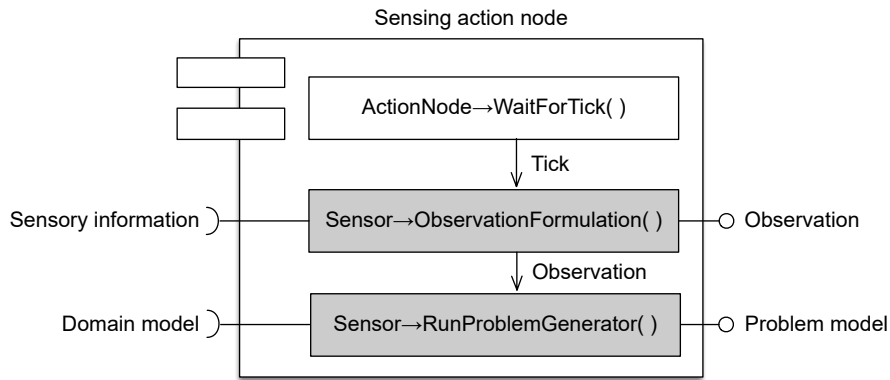 Sensing action node
ActionNode→WaitForTick( )
Tick
Sensory information
Sensor→ObservationFormulation( )
Observation
Observation
Domain model
Sensor→RunProblemGenerator( )
Problem model